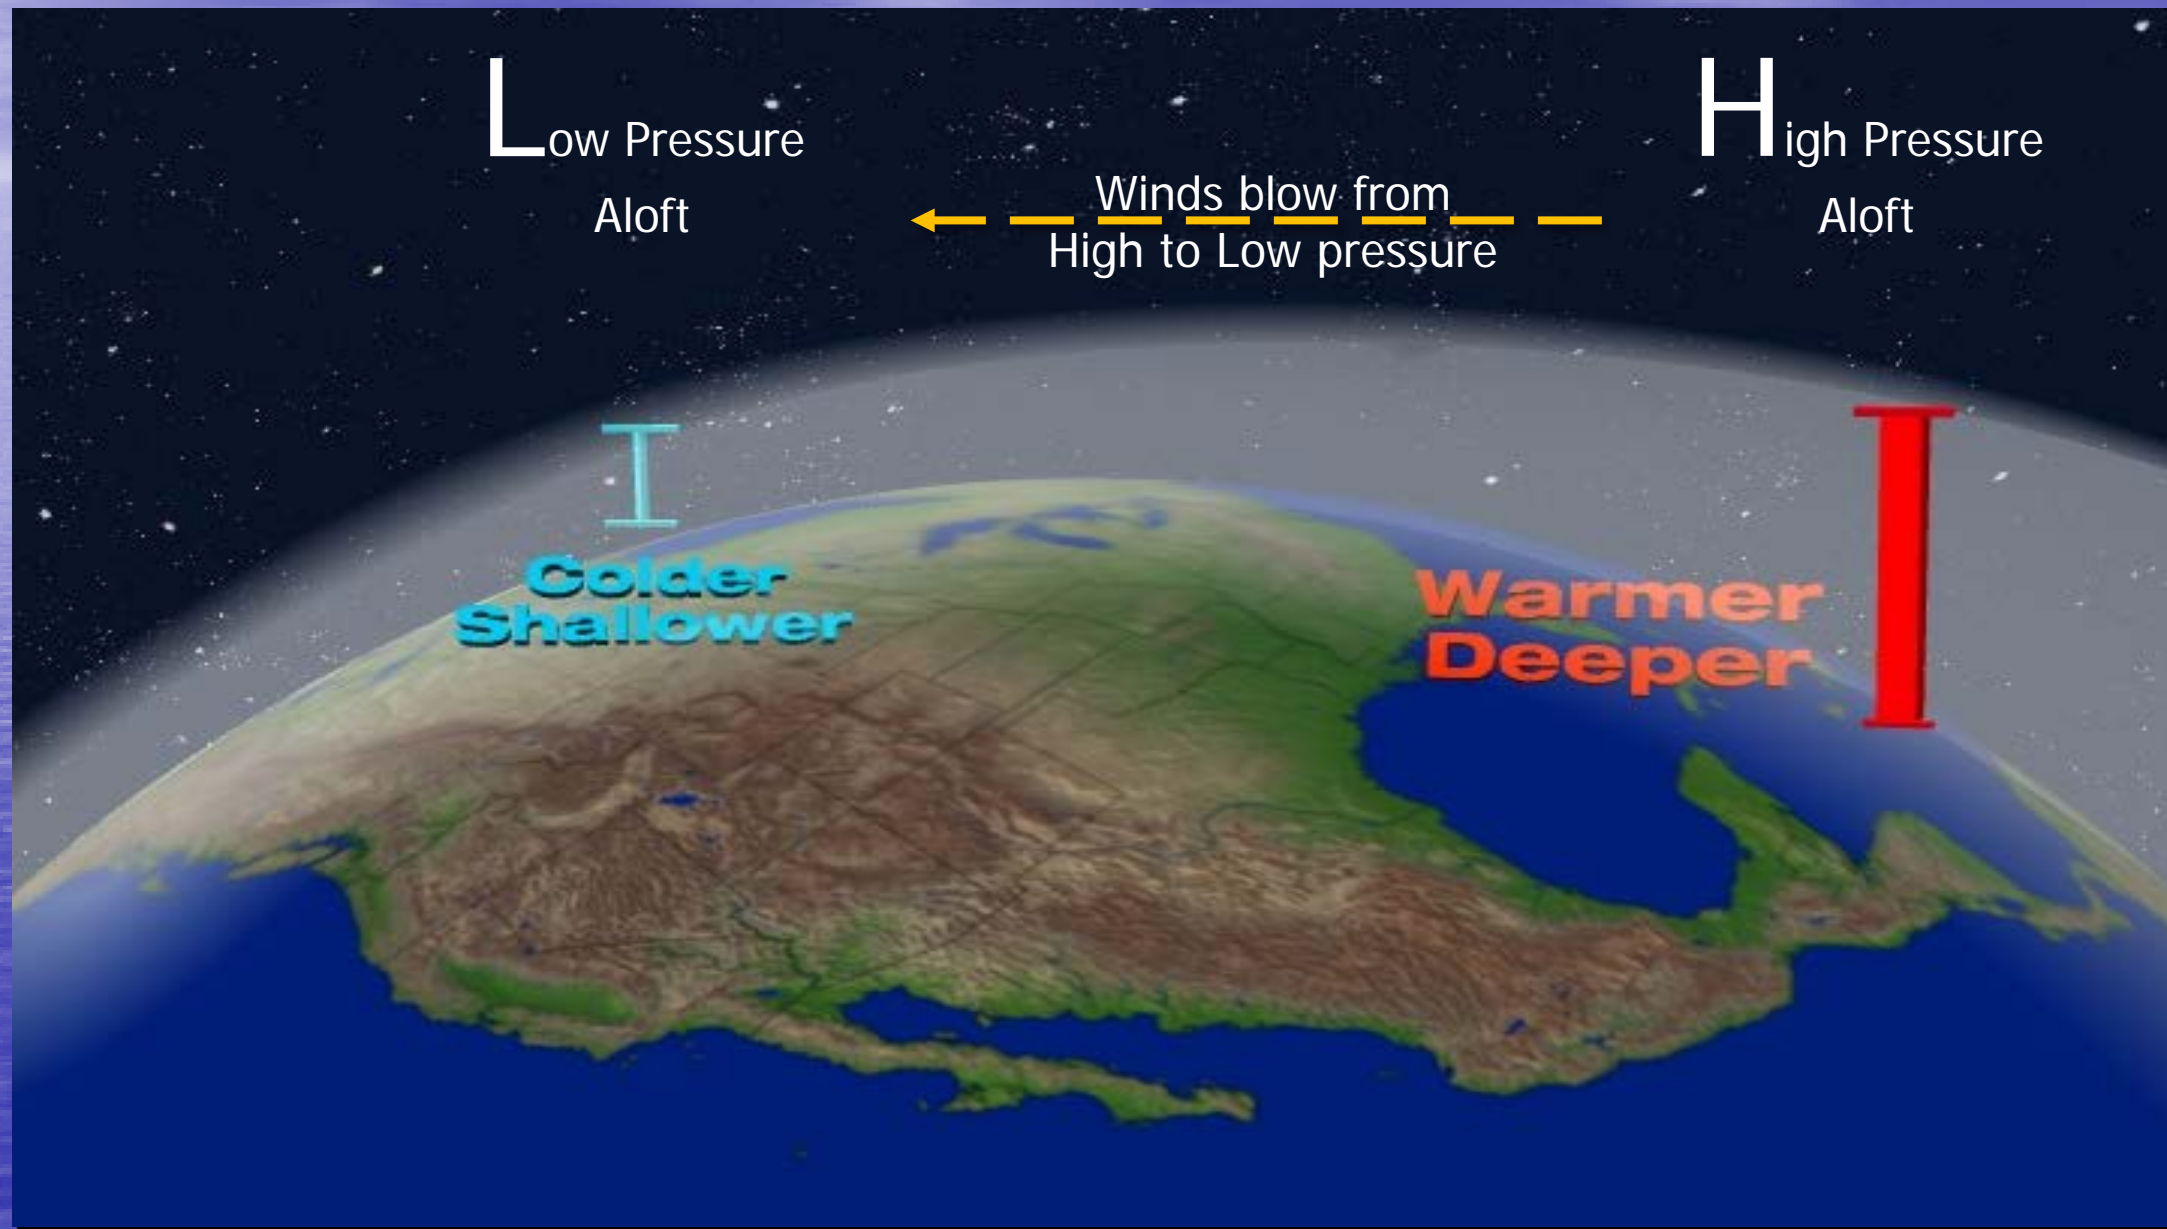 Low Pressure
Aloft
High Pressure
Aloft
Winds blow from
High to Low pressure
Colder
Shallower
Warmer
Deeper